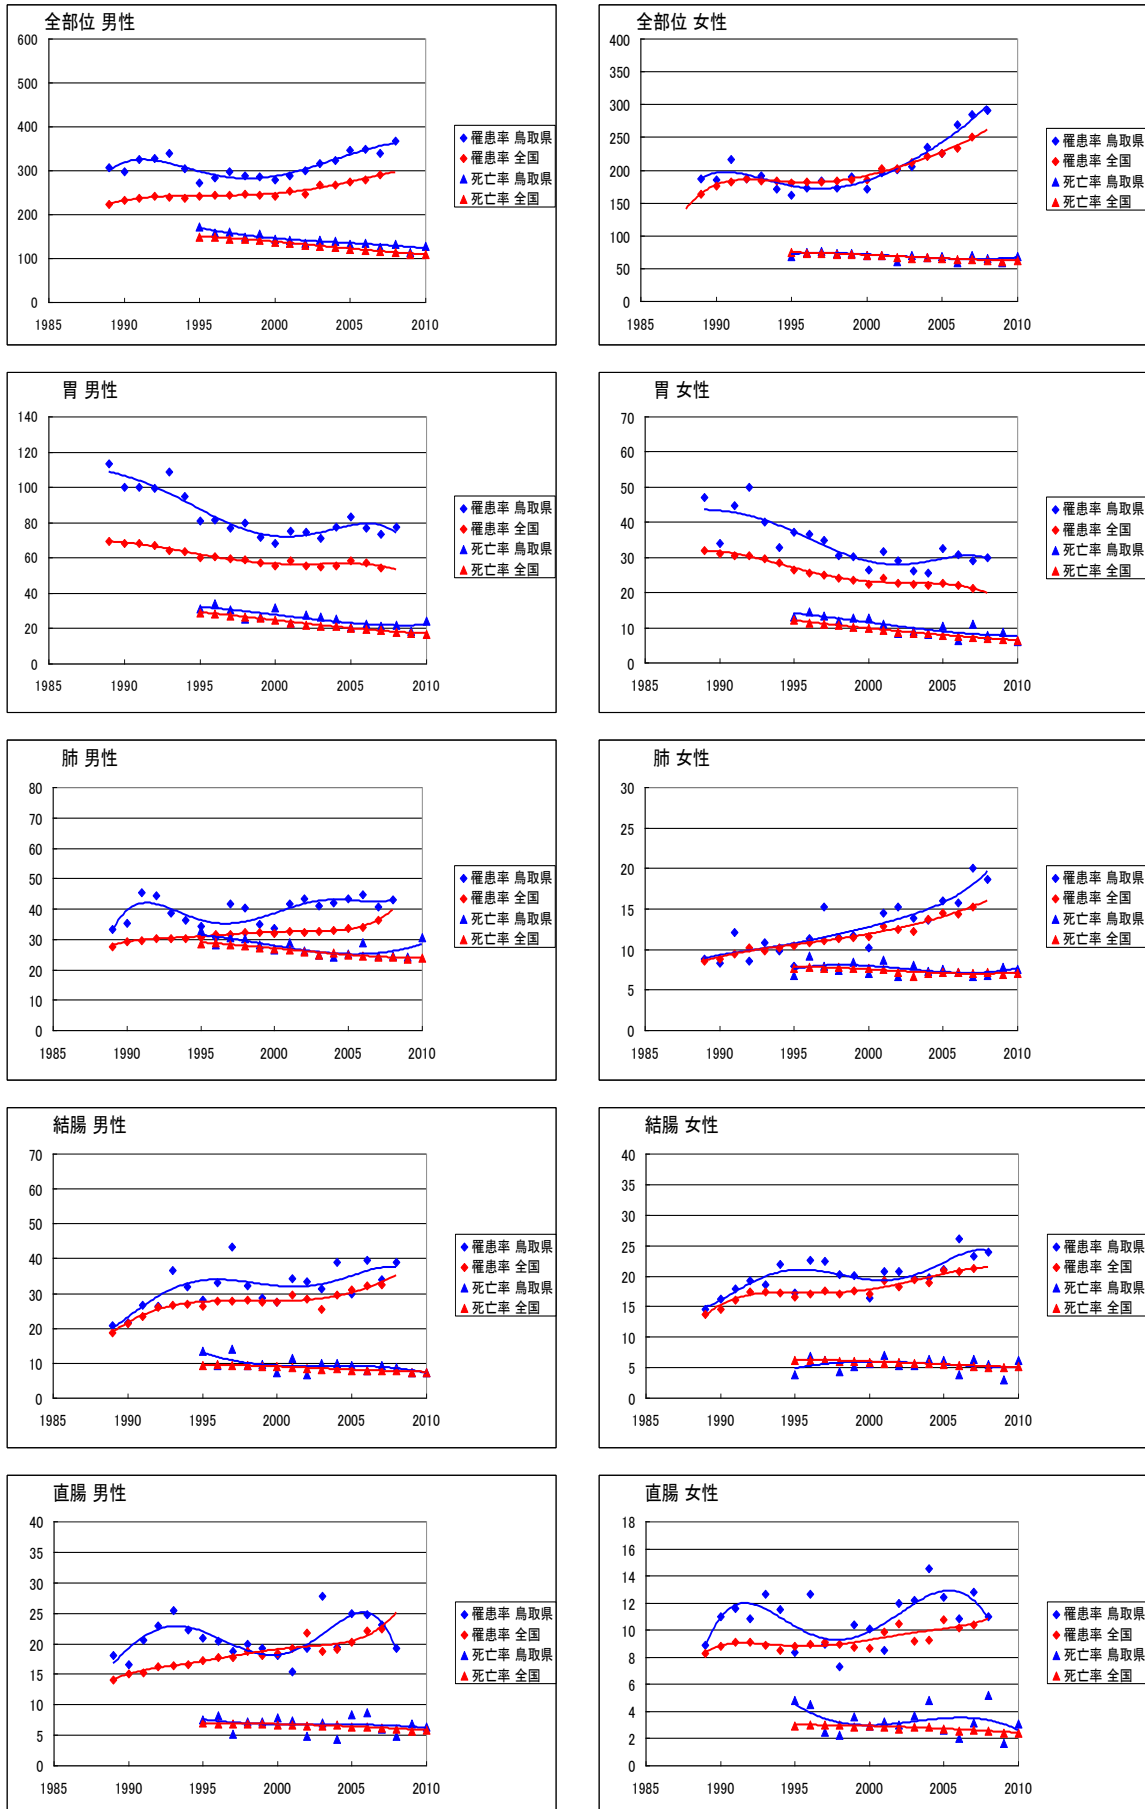 全部位 男性
600
500
400
300
200
100
0
1985 1990 1995 2000 2005 2010
罹患率 鳥取県
罹患率 全国
死亡率 鳥取県
死亡率 全国
全部位 女性
400
350
300
250
200
150
100
50
0
1985 1990 1995 2000 2005 2010
罹患率 鳥取県
罹患率 全国
死亡率 鳥取県
死亡率 全国
胃 男性
140
120
100
80
60
40
20
0
1985 1990 1995 2000 2005 2010
罹患率 鳥取県
罹患率 全国
死亡率 鳥取県
死亡率 全国
胃 女性
70
60
50
40
30
20
10
0
1985 1990 1995 2000 2005 2010
罹患率 鳥取県
罹患率 全国
死亡率 鳥取県
死亡率 全国
肺 男性
80
70
60
50
40
30
20
10
0
1985 1990 1995 2000 2005 2010
罹患率 鳥取県
罹患率 全国
死亡率 鳥取県
死亡率 全国
肺 女性
30
25
20
15
10
5
0
1985 1990 1995 2000 2005 2010
罹患率 鳥取県
罹患率 全国
死亡率 鳥取県
死亡率 全国
結腸 男性
70
60
50
40
30
20
10
0
1985 1990 1995 2000 2005 2010
罹患率 鳥取県
罹患率 全国
死亡率 鳥取県
死亡率 全国
結腸 女性
40
35
30
25
20
15
10
5
0
1985 1990 1995 2000 2005 2010
罹患率 鳥取県
罹患率 全国
死亡率 鳥取県
死亡率 全国
直腸 男性
40
35
30
25
20
15
10
5
0
1985 1990 1995 2000 2005 2010
罹患率 鳥取県
罹患率 全国
死亡率 鳥取県
死亡率 全国
直腸 女性
18
16
14
12
10
8
6
4
2
0
1985 1990 1995 2000 2005 2010
罹患率 鳥取県
罹患率 全国
死亡率 鳥取県
死亡率 全国